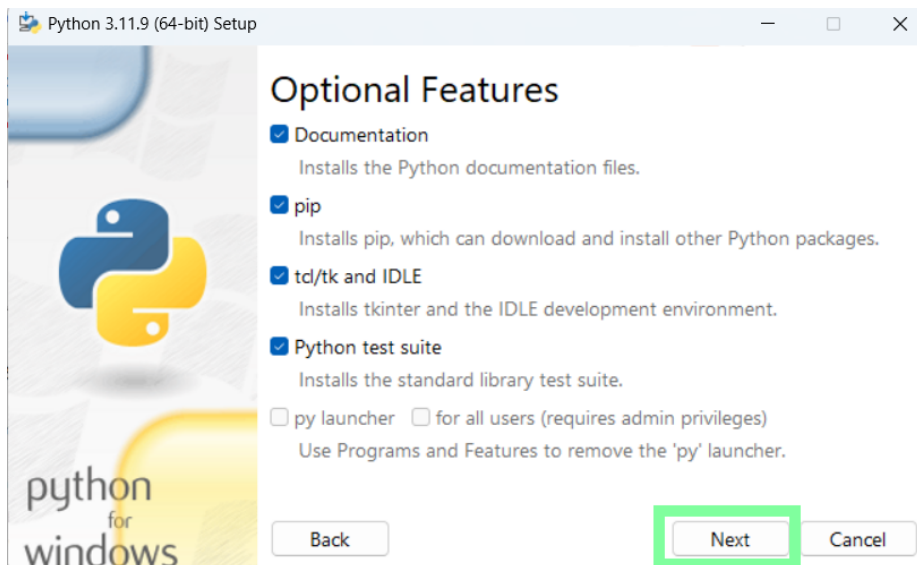 Python 3.11.9 (64-bit) Setup
Optional Features
Documentation
Installs the Python documentation files.
pip
Installs pip, which can download and install other Python packages.
tcl/tk and IDLE
Installs tkinter and the IDLE development environment.
Python test suite
Installs the standard library test suite.
py launcher for all users (requires admin privileges)
Use Programs and Features to remove the 'py' launcher.
python
for
windows
Back Next Cancel